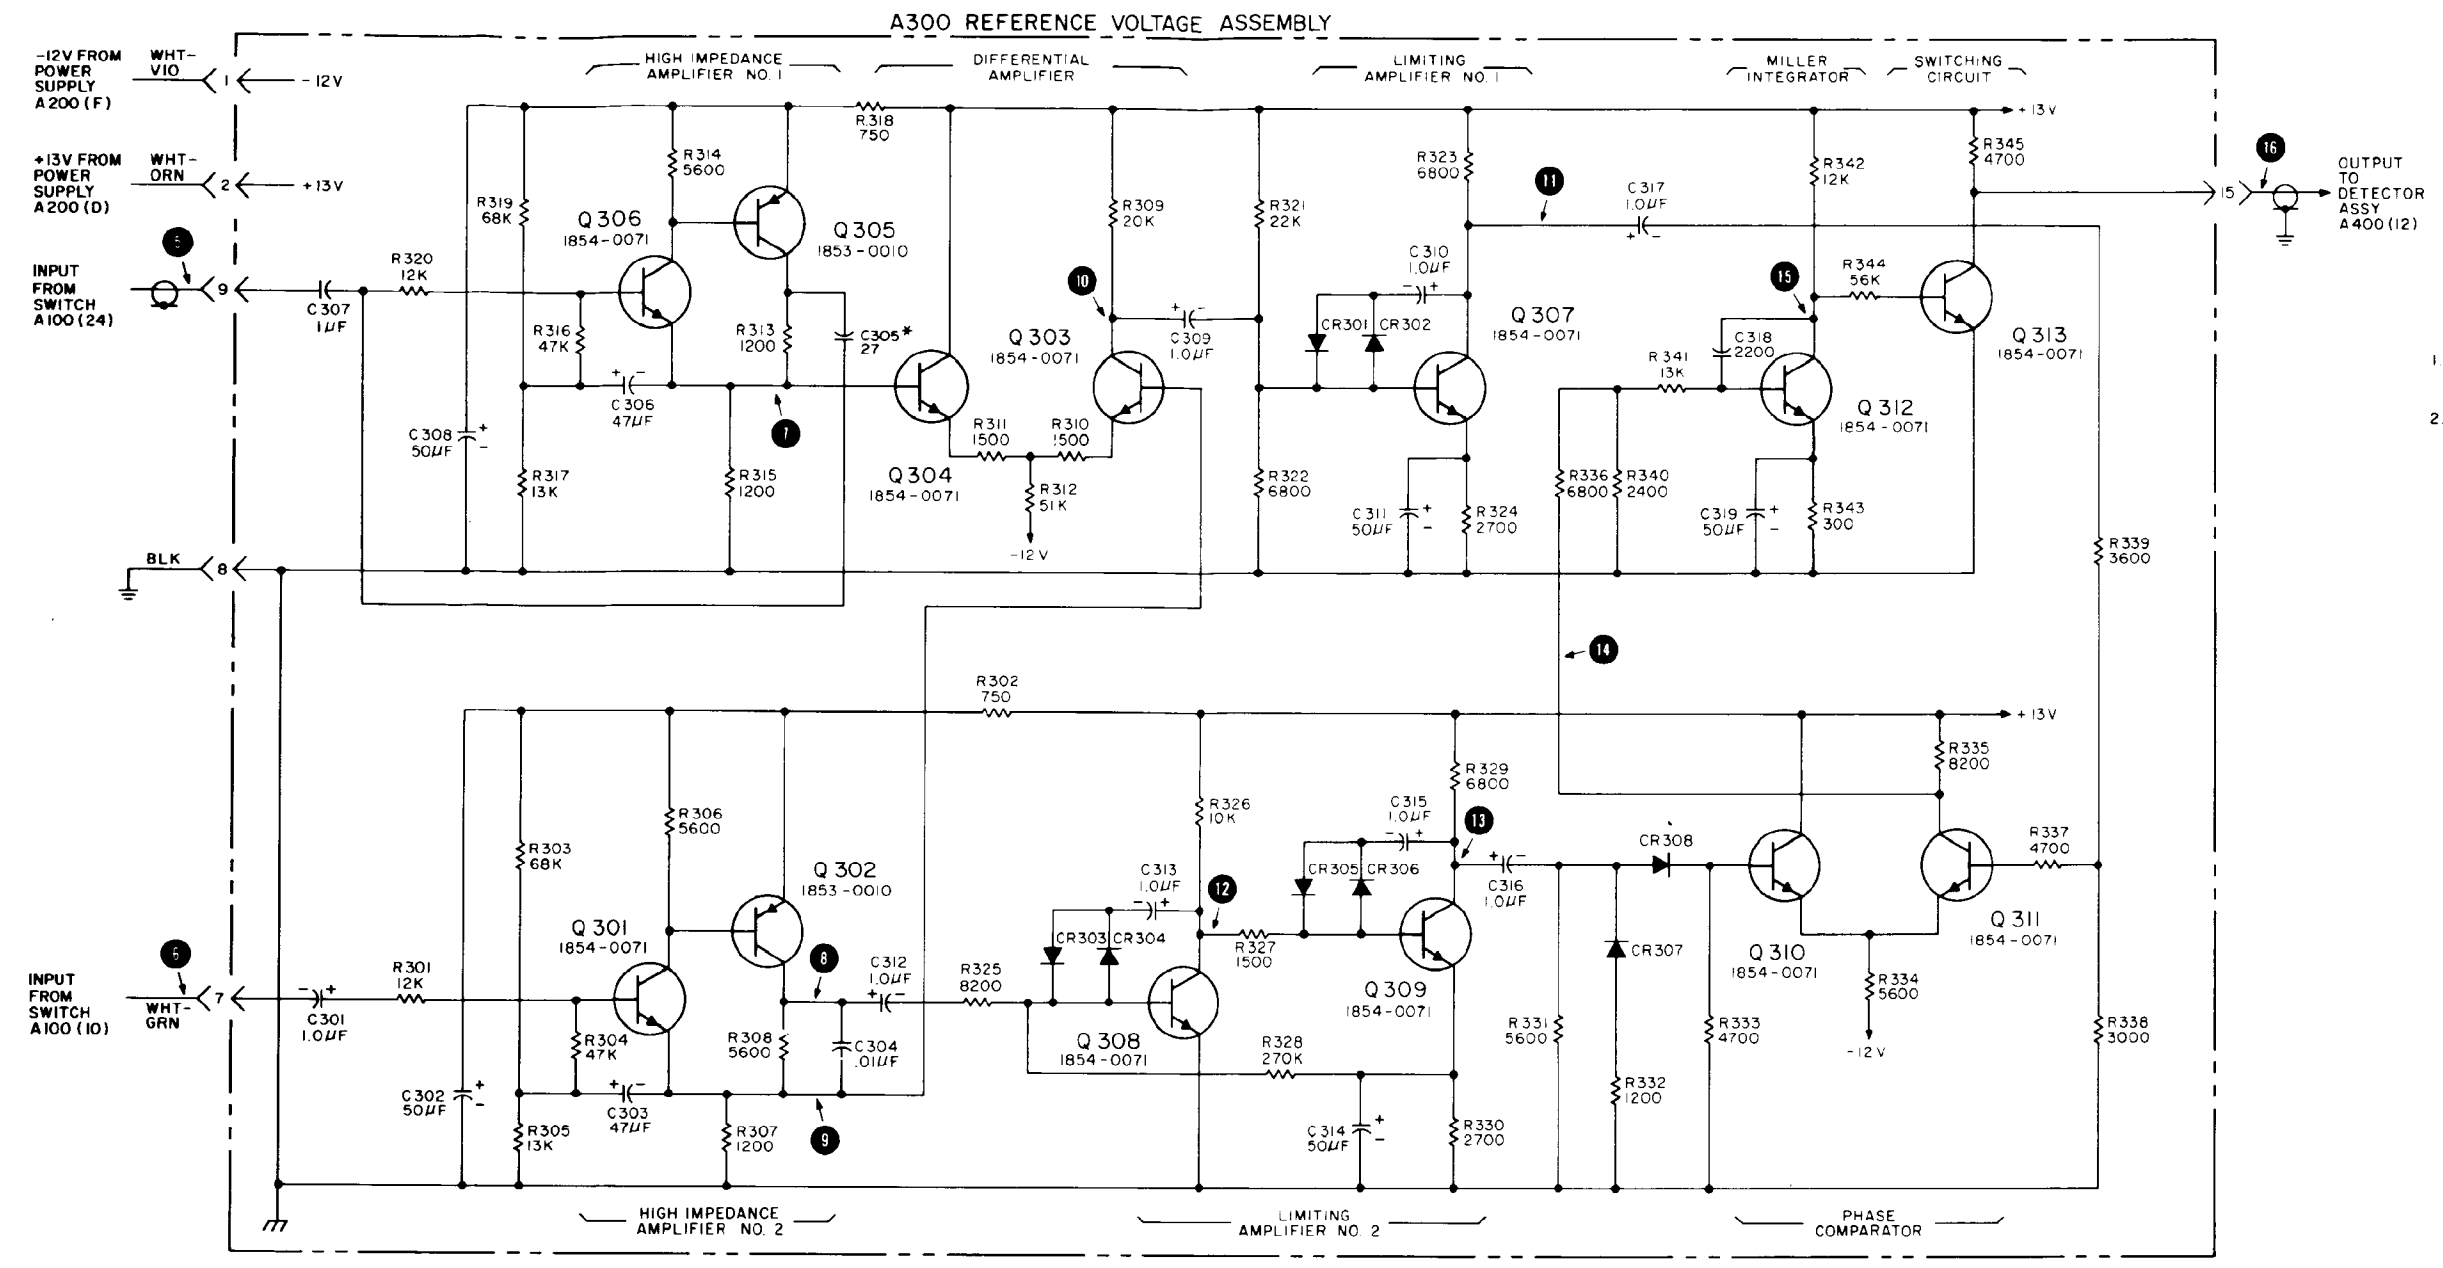 A300 REFERENCE VOLTAGE ASSEMBLY
HIGH IMPEDANCE
AMPLIFIER NO. 1
DIFFERENTIAL
AMPLIFIER
LIMITING
AMPLIFIER NO. 1
MILLER
INTEGRATOR
SWITCHING
CIRCUIT
-12V FROM
POWER
SUPPLY
A200 (F)
WHT-
VIO
1
-12V
+13V FROM
POWER
SUPPLY
A200 (D)
WHT-
ORN
2
+13V
INPUT
FROM
SWITCH
A100 (24)
9
C307
1µF
R320
12K
R319
68K
R316
47K
Q306
1854-0071
R314
5600
Q305
1853-0010
R318
750
R313
1200
C305*
27
C306
47µF
7
C308
50µF
R317
13K
R315
1200
Q304
1854-0071
R311
1500
R310
1500
R312
51K
-12V
Q303
1854-0071
10
R309
20K
C309
1.0µF
R321
22K
R322
6800
R323
6800
C310
1.0µF
CR301
CR302
Q307
1854-0071
C311
50µF
R324
2700
11
C317
1.0µF
R336
6800
R340
2400
R341
13K
C318
2200
15
R342
12K
R344
56K
Q312
1854-0071
C319
50µF
R343
300
R345
4700
+13V
Q313
1854-0071
15
16
OUTPUT
TO
DETECTOR
ASSY
A400 (12)
1.
2.
BLK
8
R339
3600
14
R302
750
+13V
R303
68K
R306
5600
Q302
1853-0010
Q301
1854-0071
6
INPUT
FROM
SWITCH
A100 (10)
WHT-
GRN
7
C301
1.0µF
R301
12K
R304
47K
C302
50µF
C303
47µF
R305
13K
R307
1200
R308
5600
8
C304
.01µF
9
C312
1.0µF
R325
8200
CR303
CR304
C313
1.0µF
R326
10K
12
Q308
1854-0071
R327
1500
R328
270K
CR305
CR306
C315
1.0µF
R329
6800
13
Q309
1854-0071
C314
50µF
R330
2700
C316
1.0µF
R331
5600
CR307
R332
1200
CR308
R333
4700
Q310
1854-0071
R334
5600
-12V
R335
8200
Q311
1854-0071
R337
4700
R338
3000
HIGH IMPEDANCE
AMPLIFIER NO. 2
LIMITING
AMPLIFIER NO. 2
PHASE
COMPARATOR